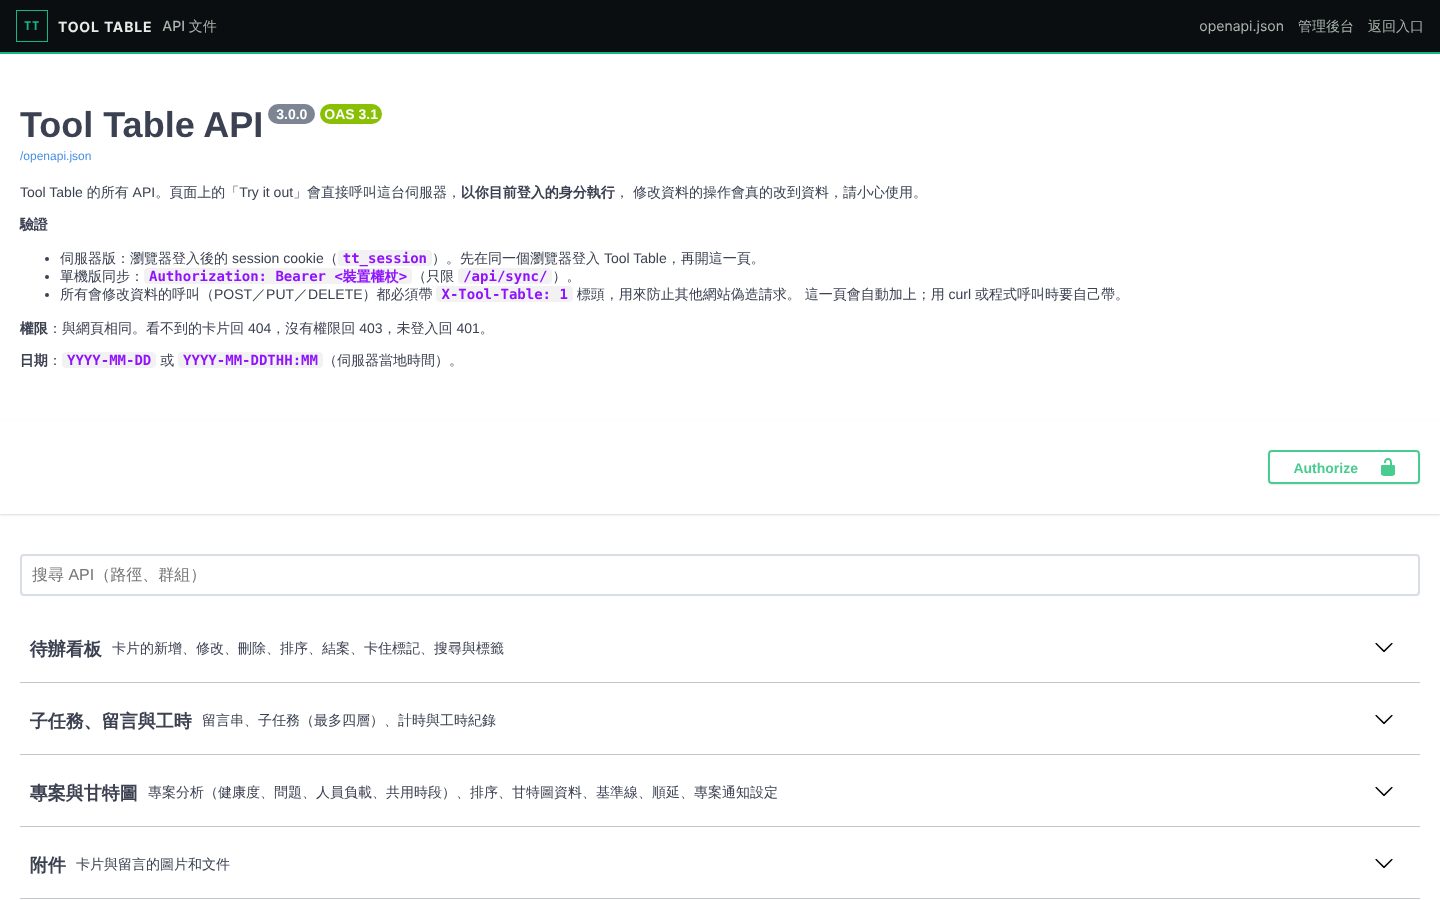 TT TOOL TABLE API 文件 openapi.json 管理後台 返回入口
Tool Table API 3.0.0 OAS 3.1
/openapi.json
Tool Table 的所有 API。頁面上的「Try it out」會直接呼叫這台伺服器，以你目前登入的身分執行， 修改資料的操作會真的改到資料，請小心使用。
驗證
伺服器版：瀏覽器登入後的 session cookie（ tt_session ）。先在同一個瀏覽器登入 Tool Table，再開這一頁。
單機版同步： Authorization: Bearer <裝置權杖> （只限 /api/sync/ ）。
所有會修改資料的呼叫（POST／PUT／DELETE）都必須帶 X-Tool-Table: 1 標頭，用來防止其他網站偽造請求。 這一頁會自動加上；用 curl 或程式呼叫時要自己帶。
權限：與網頁相同。看不到的卡片回 404，沒有權限回 403，未登入回 401。
日期： YYYY-MM-DD 或 YYYY-MM-DDTHH:MM （伺服器當地時間）。
Authorize
搜尋 API（路徑、群組）
待辦看板 卡片的新增、修改、刪除、排序、結案、卡住標記、搜尋與標籤
子任務、留言與工時 留言串、子任務（最多四層）、計時與工時紀錄
專案與甘特圖 專案分析（健康度、問題、人員負載、共用時段）、排序、甘特圖資料、基準線、順延、專案通知設定
附件 卡片與留言的圖片和文件